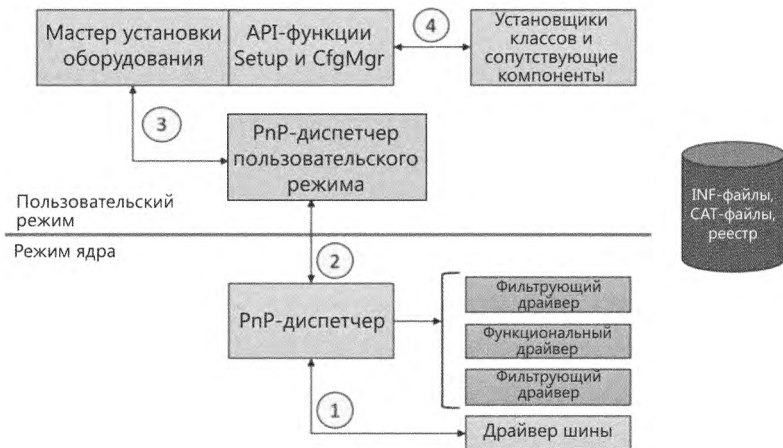 Мастер установки
оборудования
API-функции
Setup и CfgMgr
4
Установщики
классов и
сопутствующие
компоненты
3
PnP-диспетчер
пользовательского
режима
INF-файлы,
CAT-файлы,
реестр
Пользовательский
режим
Режим ядра
2
PnP-диспетчер
Фильтрующий
драйвер
Функциональный
драйвер
Фильтрующий
драйвер
1
Драйвер шины